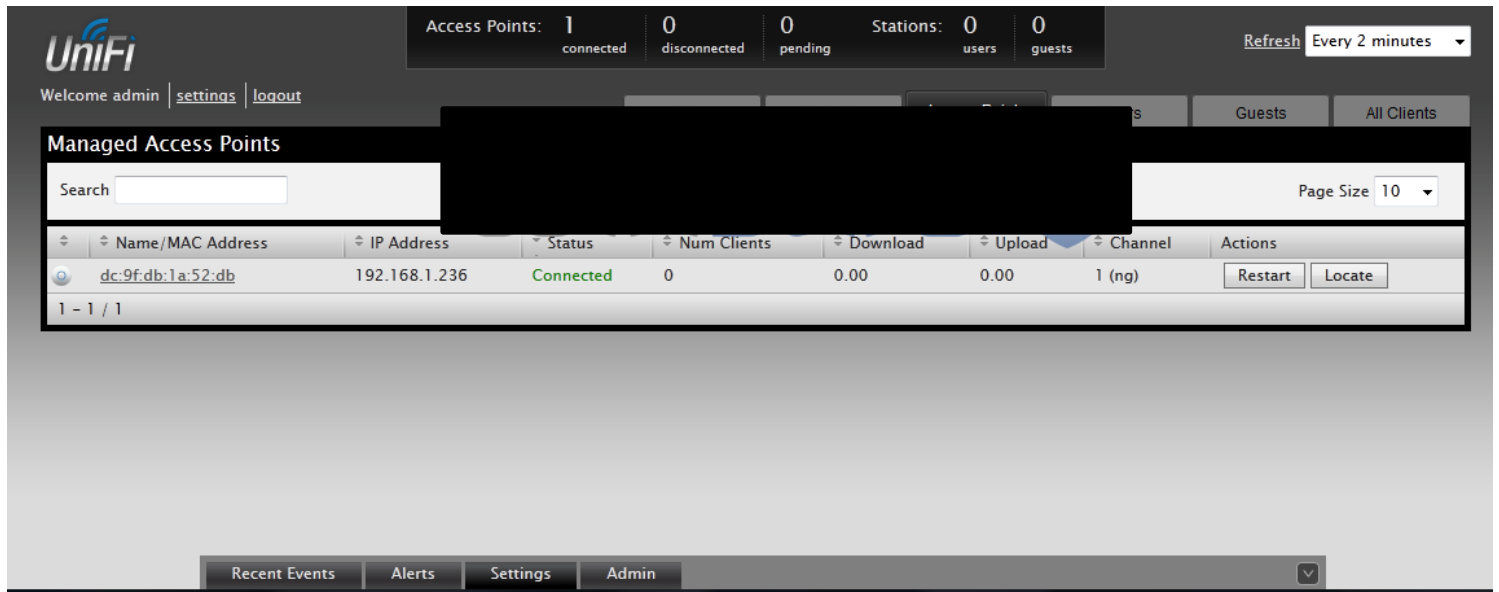 Access Points: 1 0 0 Stations: 0 0
connected disconnected pending users guests
UniFi
Refresh Every 2 minutes
Welcome admin settings logout
Guests All Clients
Managed Access Points
Search Page Size 10
Name/MAC Address IP Address Status Num Clients Download Upload Channel Actions
dc:9f:db:1a:52:db 192.168.1.236 Connected 0 0.00 0.00 1 (ng) Restart Locate
1 - 1 / 1
Recent Events Alerts Settings Admin